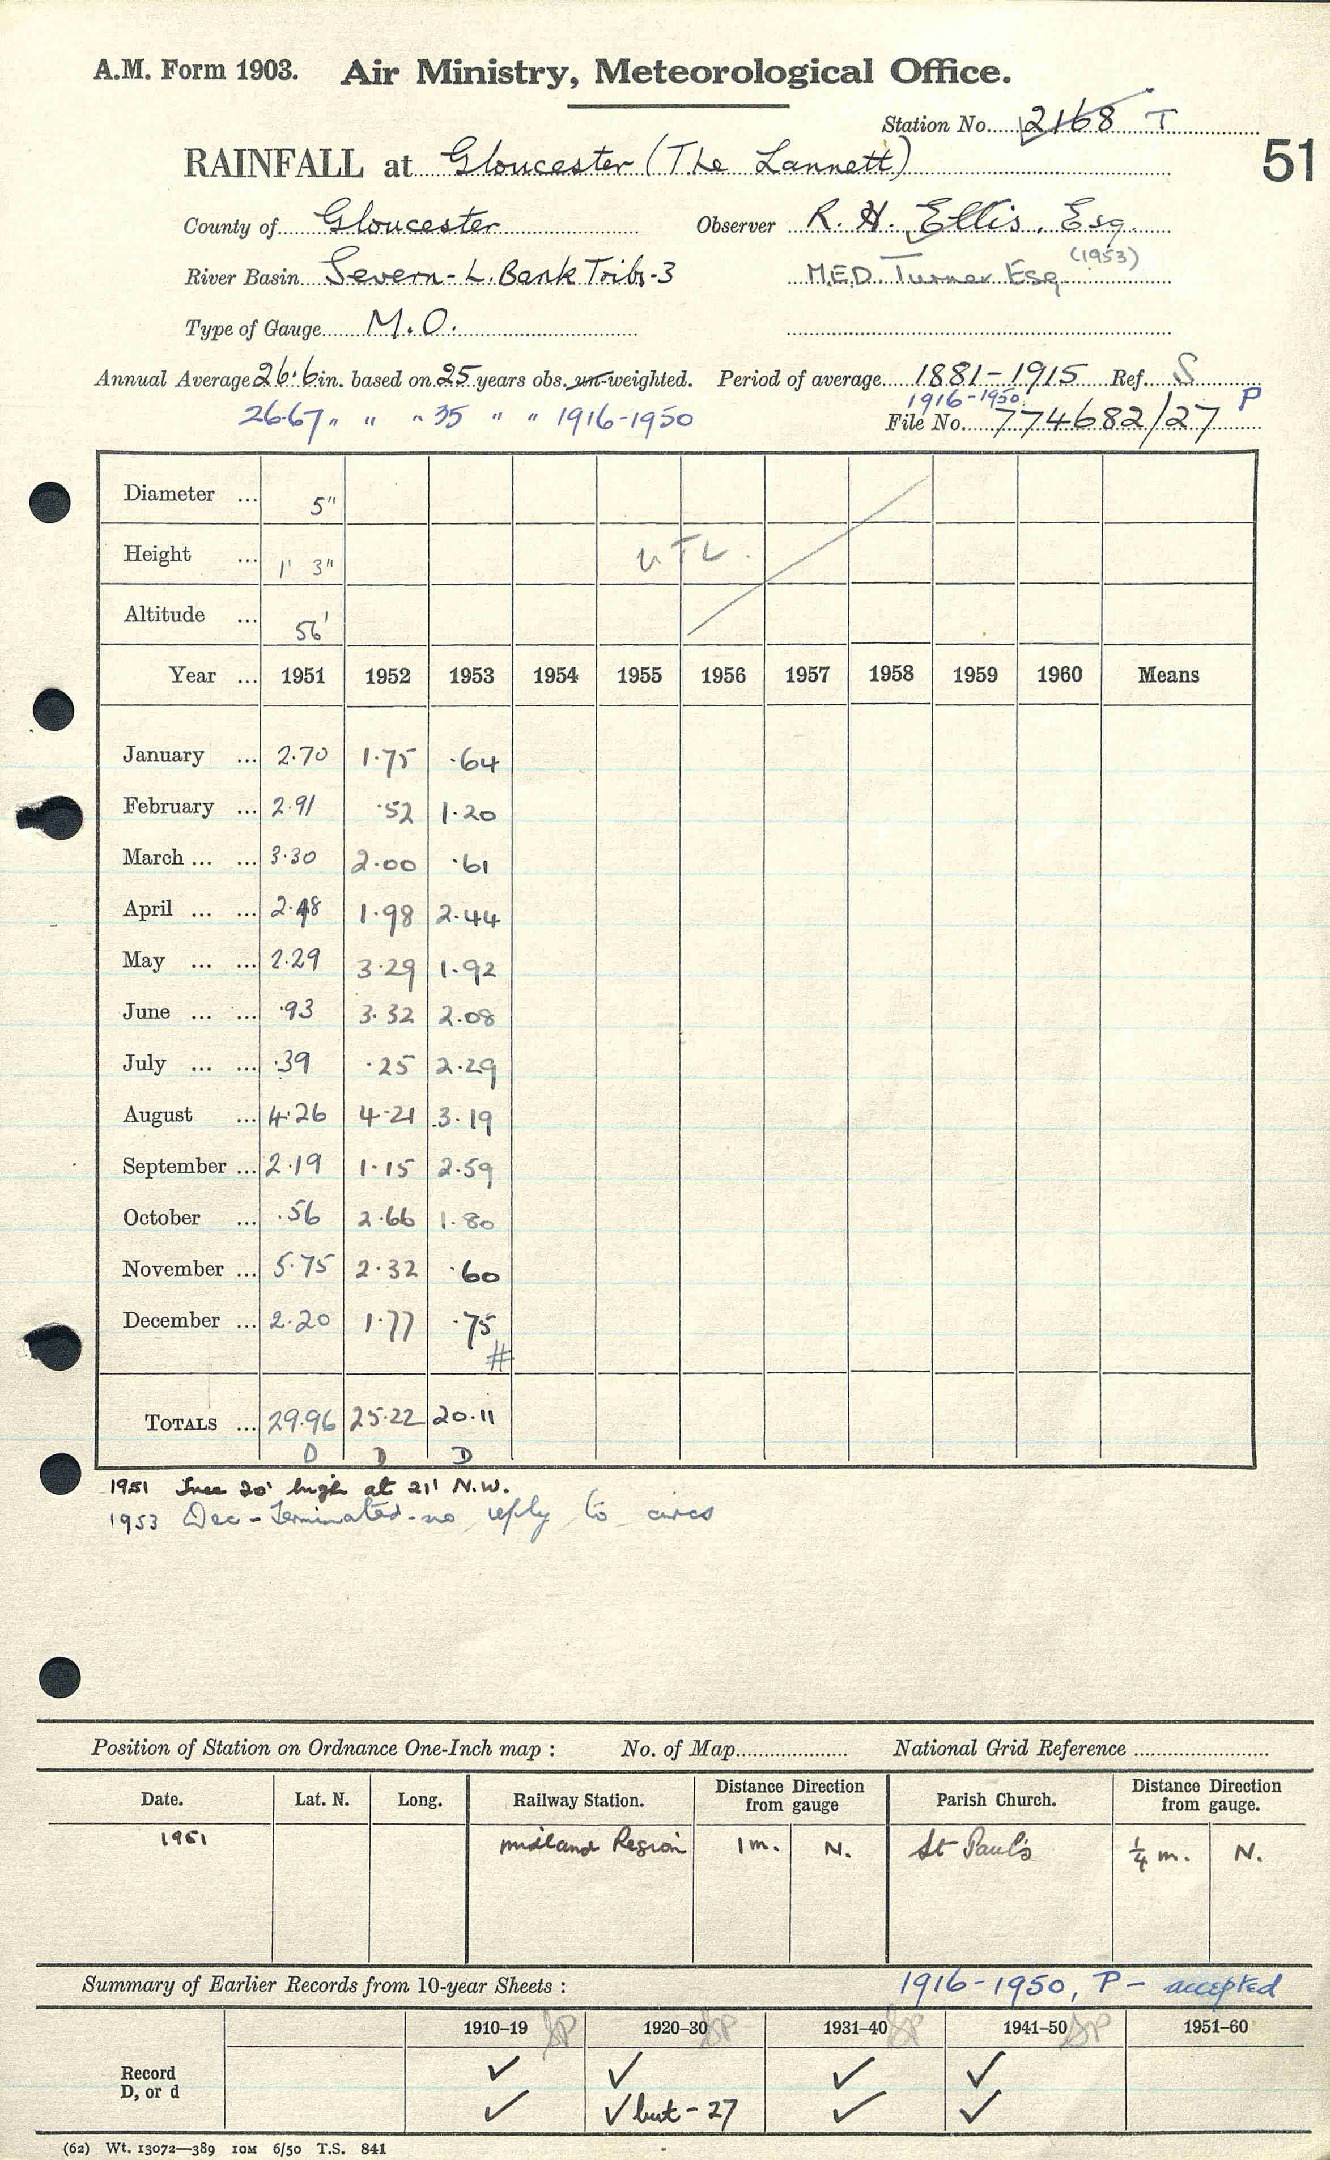 A.M. Form 1903. Air Ministry, Meteorological Office.
Station No. 2168 T
51
RAINFALL at Gloucester (The Lannett)
County of Gloucester Observer R. H. Ellis, Esq.
River Basin Severn - L. Bank Tribs - 3 M.E.D. Turner Esq (1953)
Type of Gauge M.O.
Annual Average 26.6 in. based on 25 years obs. un-weighted. Period of average 1881-1915 Ref. S
1916-1950 P
26.67 " " " 35 " " 1916-1950 File No. 774682/27
Diameter ... 5"
Height ... 1' 3" UTL.
Altitude ... 56'
Year ... 1951 1952 1953 1954 1955 1956 1957 1958 1959 1960 Means
January ... 2.70 1.75 .64
February ... 2.91 .52 1.20
March ... ... 3.30 2.00 .61
April ... ... 2.48 1.98 2.44
May ... ... 2.29 3.29 1.92
June ... ... .93 3.32 2.08
July ... ... .39 .25 2.29
August ... 4.26 4.21 3.19
September ... 2.19 1.15 2.59
October ... .56 2.66 1.80
November ... 5.75 2.32 .60
December ... 2.20 1.77 .75
#
TOTALS ... 29.96 25.22 20.11
D D D
1951 Tree 20' high at 21' N.W.
1953 Dec - Terminated - no reply to circs
Position of Station on Ordnance One-Inch map : No. of Map National Grid Reference
Date. Lat. N. Long. Railway Station. Distance Direction from gauge Parish Church. Distance Direction from gauge.
1951 Midland Region 1 m. N. St Paul's ¼ m. N.
Summary of Earlier Records from 10-year Sheets : 1916-1950, P - accepted
1910-19 SP 1920-30 SP 1931-40 SP 1941-50 SP 1951-60
Record ✓ ✓ ✓ ✓
D, or d ✓ ✓ but - 27 ✓ ✓
(62) Wt. 13072—389 10M 6/50 T.S. 841